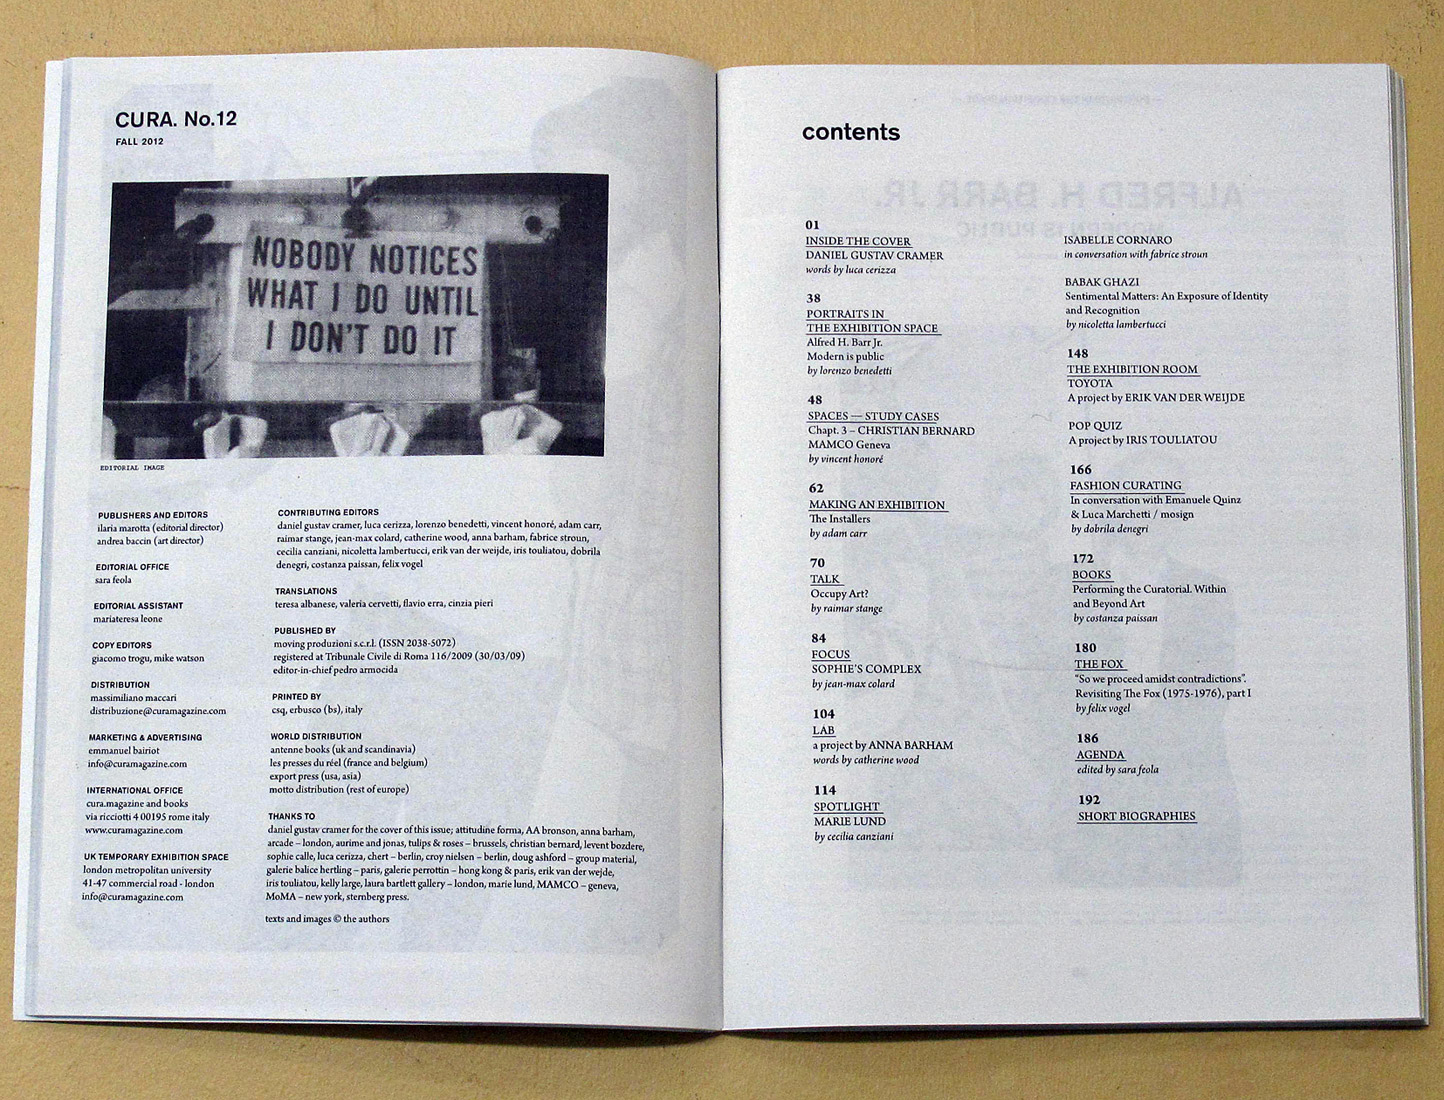 CURA. No.12
FALL 2012
NOBODY NOTICES
WHAT I DO UNTIL
I DON'T DO IT
EDITORIAL IMAGE
PUBLISHERS AND EDITORS
ilaria marotta (editorial director)
andrea baccin (art director)
EDITORIAL OFFICE
sara feola
EDITORIAL ASSISTANT
mariateresa leone
COPY EDITORS
giacomo trogu, mike watson
DISTRIBUTION
massimiliano maccari
distribuzione@curamagazine.com
MARKETING & ADVERTISING
emmanuel bairiot
info@curamagazine.com
INTERNATIONAL OFFICE
cura.magazine and books
via ricciotti 4 00195 rome italy
www.curamagazine.com
UK TEMPORARY EXHIBITION SPACE
london metropolitan university
41-47 commercial road - london
info@curamagazine.com
CONTRIBUTING EDITORS
daniel gustav cramer, luca cerizza, lorenzo benedetti, vincent honoré, adam carr,
raimar stange, jean-max colard, catherine wood, anna barham, fabrice stroun,
cecilia canziani, nicoletta lambertucci, erik van der weijde, iris touliatou, dobrila
denegri, costanza paissan, felix vogel
TRANSLATIONS
teresa albanese, valeria cervetti, flavio erra, cinzia pieri
PUBLISHED BY
moving produzioni s.c.r.l. (ISSN 2038-5072)
registered at Tribunale Civile di Roma 116/2009 (30/03/09)
editor-in-chief pedro armocida
PRINTED BY
csq, erbusco (bs), italy
WORLD DISTRIBUTION
antenne books (uk and scandinavia)
les presses du réel (france and belgium)
export press (usa, asia)
motto distribution (rest of europe)
THANKS TO
daniel gustav cramer for the cover of this issue; attitudine forma, AA bronson, anna barham,
arcade – london, aurime and jonas, tulips & roses – brussels, christian bernard, levent bozdere,
sophie calle, luca cerizza, chert – berlin, croy nielsen – berlin, doug ashford – group material,
galerie balice hertling – paris, galerie perrottin – hong kong & paris, erik van der weijde,
iris touliatou, kelly large, laura bartlett gallery – london, marie lund, MAMCO – geneva,
MoMA – new york, sternberg press.
texts and images © the authors
contents
01
INSIDE THE COVER
DANIEL GUSTAV CRAMER
words by luca cerizza
38
PORTRAITS IN
THE EXHIBITION SPACE
Alfred H. Barr Jr.
Modern is public
by lorenzo benedetti
48
SPACES — STUDY CASES
Chapt. 3 – CHRISTIAN BERNARD
MAMCO Geneva
by vincent honoré
62
MAKING AN EXHIBITION
The Installers
by adam carr
70
TALK
Occupy Art?
by raimar stange
84
FOCUS
SOPHIE'S COMPLEX
by jean-max colard
104
LAB
a project by ANNA BARHAM
words by catherine wood
114
SPOTLIGHT
MARIE LUND
by cecilia canziani
ISABELLE CORNARO
in conversation with fabrice stroun
BABAK GHAZI
Sentimental Matters: An Exposure of Identity
and Recognition
by nicoletta lambertucci
148
THE EXHIBITION ROOM
TOYOTA
A project by ERIK VAN DER WEIJDE
POP QUIZ
A project by IRIS TOULIATOU
166
FASHION CURATING
In conversation with Emanuele Quinz
& Luca Marchetti / mosign
by dobrila denegri
172
BOOKS
Performing the Curatorial. Within
and Beyond Art
by costanza paissan
180
THE FOX
"So we proceed amidst contradictions".
Revisiting The Fox (1975-1976), part I
by felix vogel
186
AGENDA
edited by sara feola
192
SHORT BIOGRAPHIES